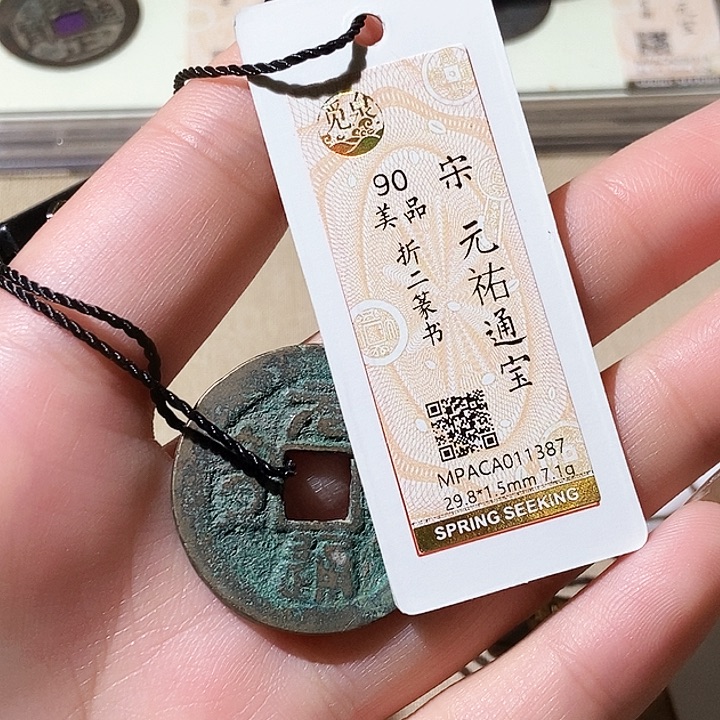 觅泉
宋 元祐通宝
90
美品
折二篆书
MPACA011387
29.8*1.5mm 7.1g
SPRING SEEKING